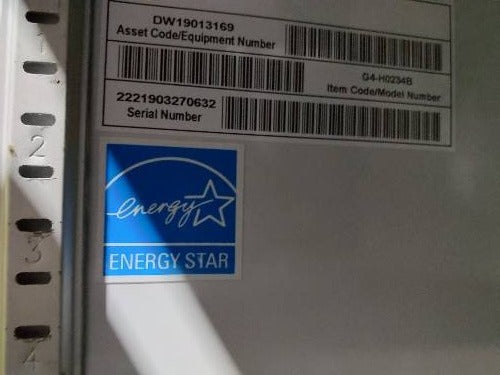 DW19013169
Asset Code/Equipment Number
G4-H0234B
Item Code/Model Number
2221903270632
Serial Number
energy
ENERGY STAR
1
2
3
4